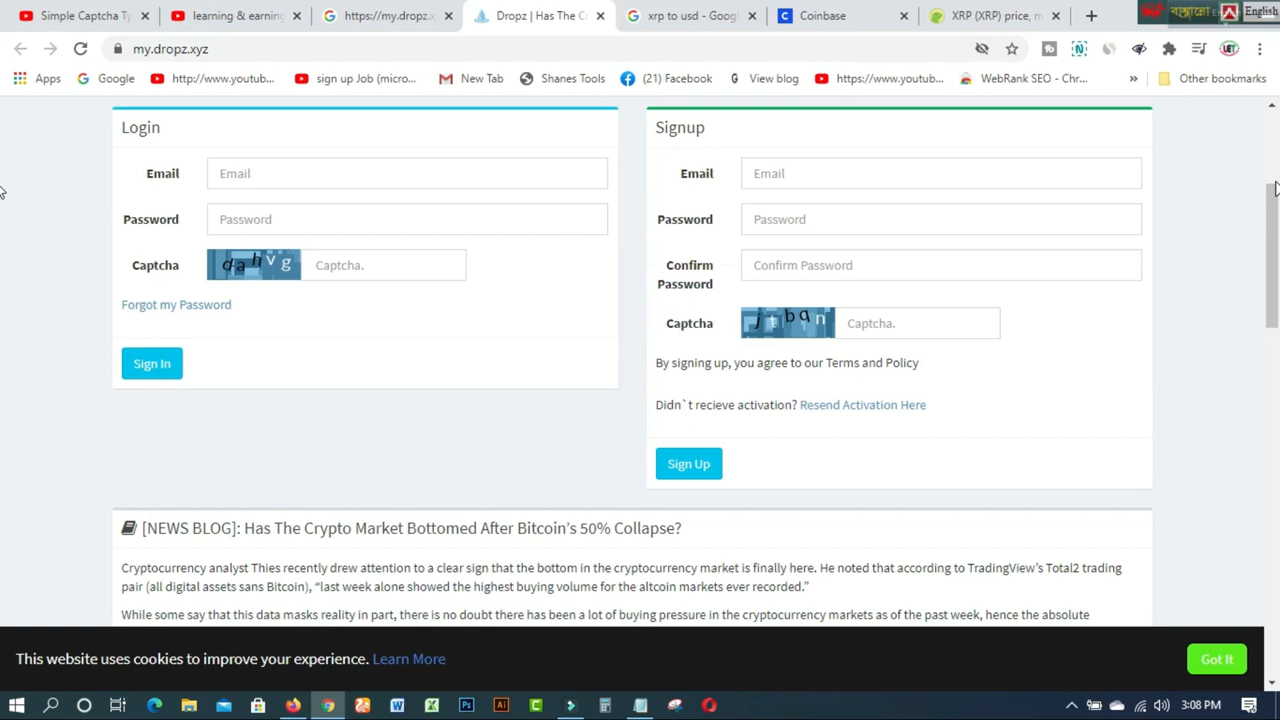 Simple Captcha Ty
learning & earning
https://my.dropz.x
Dropz | Has The C
xrp to usd - Googl
Coinbase
XRP (XRP) price, m
English
my.dropz.xyz
Apps
Google
http://www.youtub...
sign up Job (micro...
New Tab
Shanes Tools
(21) Facebook
View blog
https://www.youtu...
WebRank SEO - Chr...
»
Other bookmarks
Login
Email
Email
Password
Password
Captcha
d a h v g
Captcha.
Forgot my Password
Sign In
Signup
Email
Email
Password
Password
Confirm
Password
Confirm Password
Captcha
j t b q n
Captcha.
By signing up, you agree to our Terms and Policy
Didn`t recieve activation? Resend Activation Here
Sign Up
[NEWS BLOG]: Has The Crypto Market Bottomed After Bitcoin's 50% Collapse?
Cryptocurrency analyst Thies recently drew attention to a clear sign that the bottom in the cryptocurrency market is finally here. He noted that according to TradingView's Total2 trading
pair (all digital assets sans Bitcoin), “last week alone showed the highest buying volume for the altcoin markets ever recorded.”
While some say that this data masks reality in part, there is no doubt there has been a lot of buying pressure in the cryptocurrency markets as of the past week, hence the absolute
This website uses cookies to improve your experience. Learn More
Got It
3:08 PM